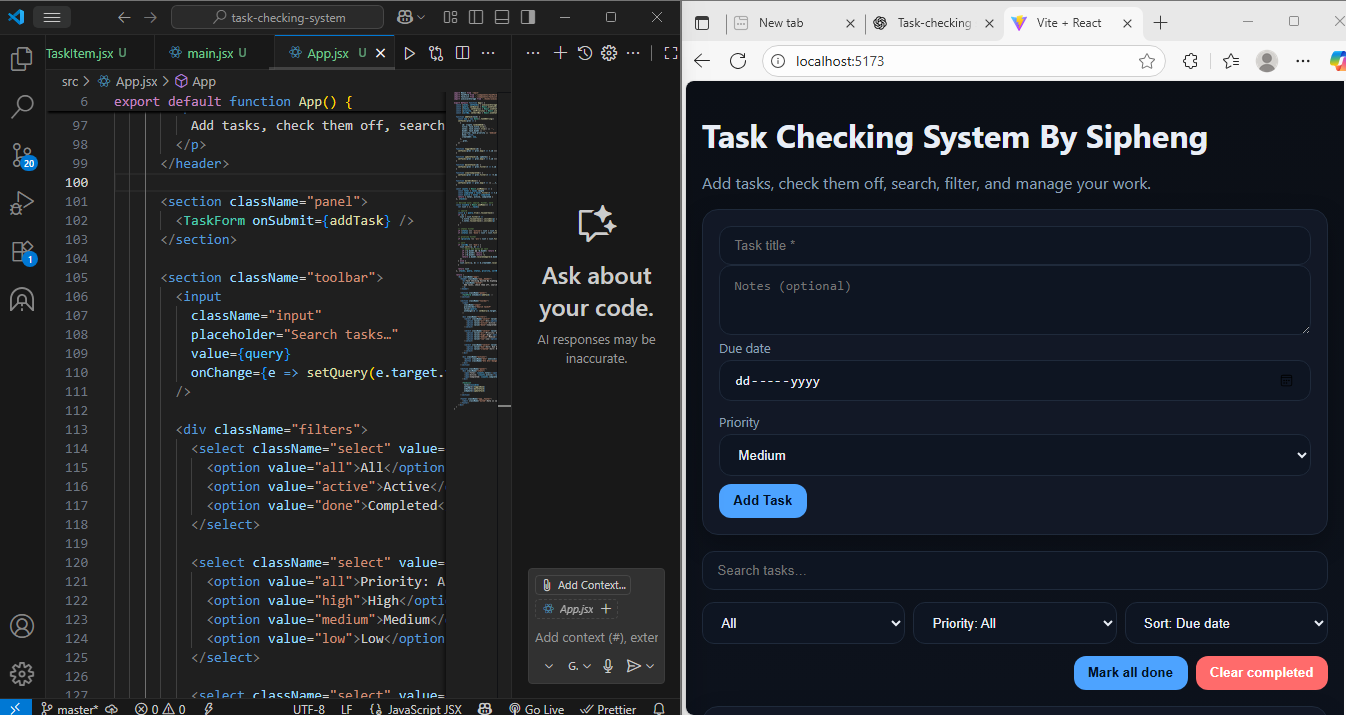 task-checking-system
TaskItem.jsx U
main.jsx U
App.jsx U
src > App.jsx > App
6 export default function App() {
97 Add tasks, check them off, search
98 </p>
99 </header>
100
101 <section className="panel">
102 <TaskForm onSubmit={addTask} />
103 </section>
104
105 <section className="toolbar">
106 <input
107 className="input"
108 placeholder="Search tasks…"
109 value={query}
110 onChange={e => setQuery(e.target.
111 />
112
113 <div className="filters">
114 <select className="select" value=
115 <option value="all">All</option
116 <option value="active">Active</
117 <option value="done">Completed<
118 </select>
119
120 <select className="select" value=
121 <option value="all">Priority: A
122 <option value="high">High</opti
123 <option value="medium">Medium</
124 <option value="low">Low</option
125 </select>
126
127 <select className="select" value=
20
1
Ask about
your code.
AI responses may be
inaccurate.
Add Context...
App.jsx
Add context (#), exter
G.
master*
0 0
UTF-8
LF
{} JavaScript JSX
Go Live
Prettier
New tab
Task-checking
Vite + React
localhost:5173
Task Checking System By Sipheng
Add tasks, check them off, search, filter, and manage your work.
Task title *
Notes (optional)
Due date
dd-----yyyy
Priority
Medium
Add Task
Search tasks…
All
Priority: All
Sort: Due date
Mark all done
Clear completed